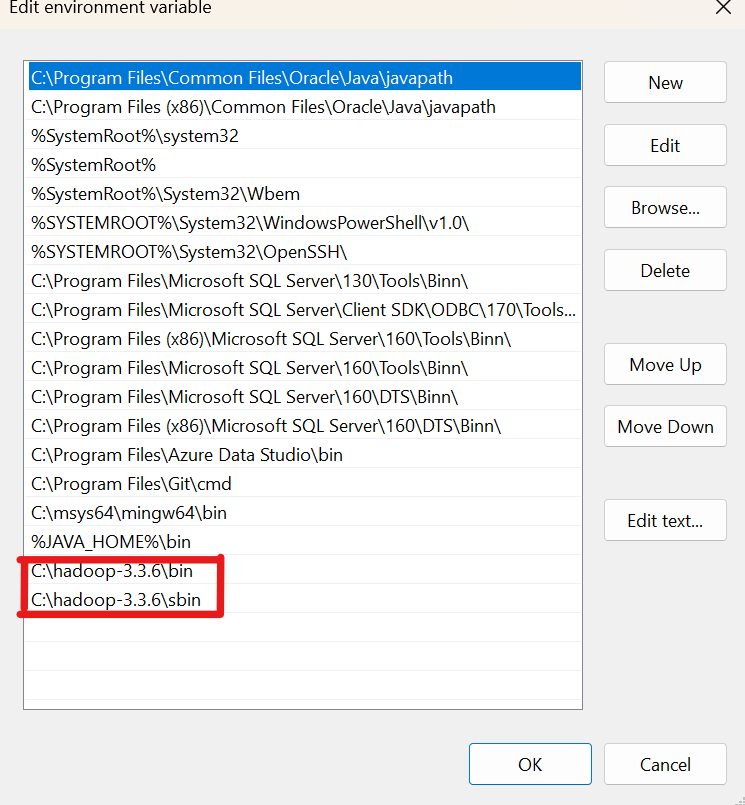 Edit environment variable
C:\Program Files\Common Files\Oracle\Java\javapath
C:\Program Files (x86)\Common Files\Oracle\Java\javapath
%SystemRoot%\system32
%SystemRoot%
%SystemRoot%\System32\Wbem
%SYSTEMROOT%\System32\WindowsPowerShell\v1.0\
%SYSTEMROOT%\System32\OpenSSH\
C:\Program Files\Microsoft SQL Server\130\Tools\Binn\
C:\Program Files\Microsoft SQL Server\Client SDK\ODBC\170\Tools...
C:\Program Files (x86)\Microsoft SQL Server\160\Tools\Binn\
C:\Program Files\Microsoft SQL Server\160\Tools\Binn\
C:\Program Files\Microsoft SQL Server\160\DTS\Binn\
C:\Program Files (x86)\Microsoft SQL Server\160\DTS\Binn\
C:\Program Files\Azure Data Studio\bin
C:\Program Files\Git\cmd
C:\msys64\mingw64\bin
%JAVA_HOME%\bin
C:\hadoop-3.3.6\bin
C:\hadoop-3.3.6\sbin
New
Edit
Browse...
Delete
Move Up
Move Down
Edit text...
OK
Cancel